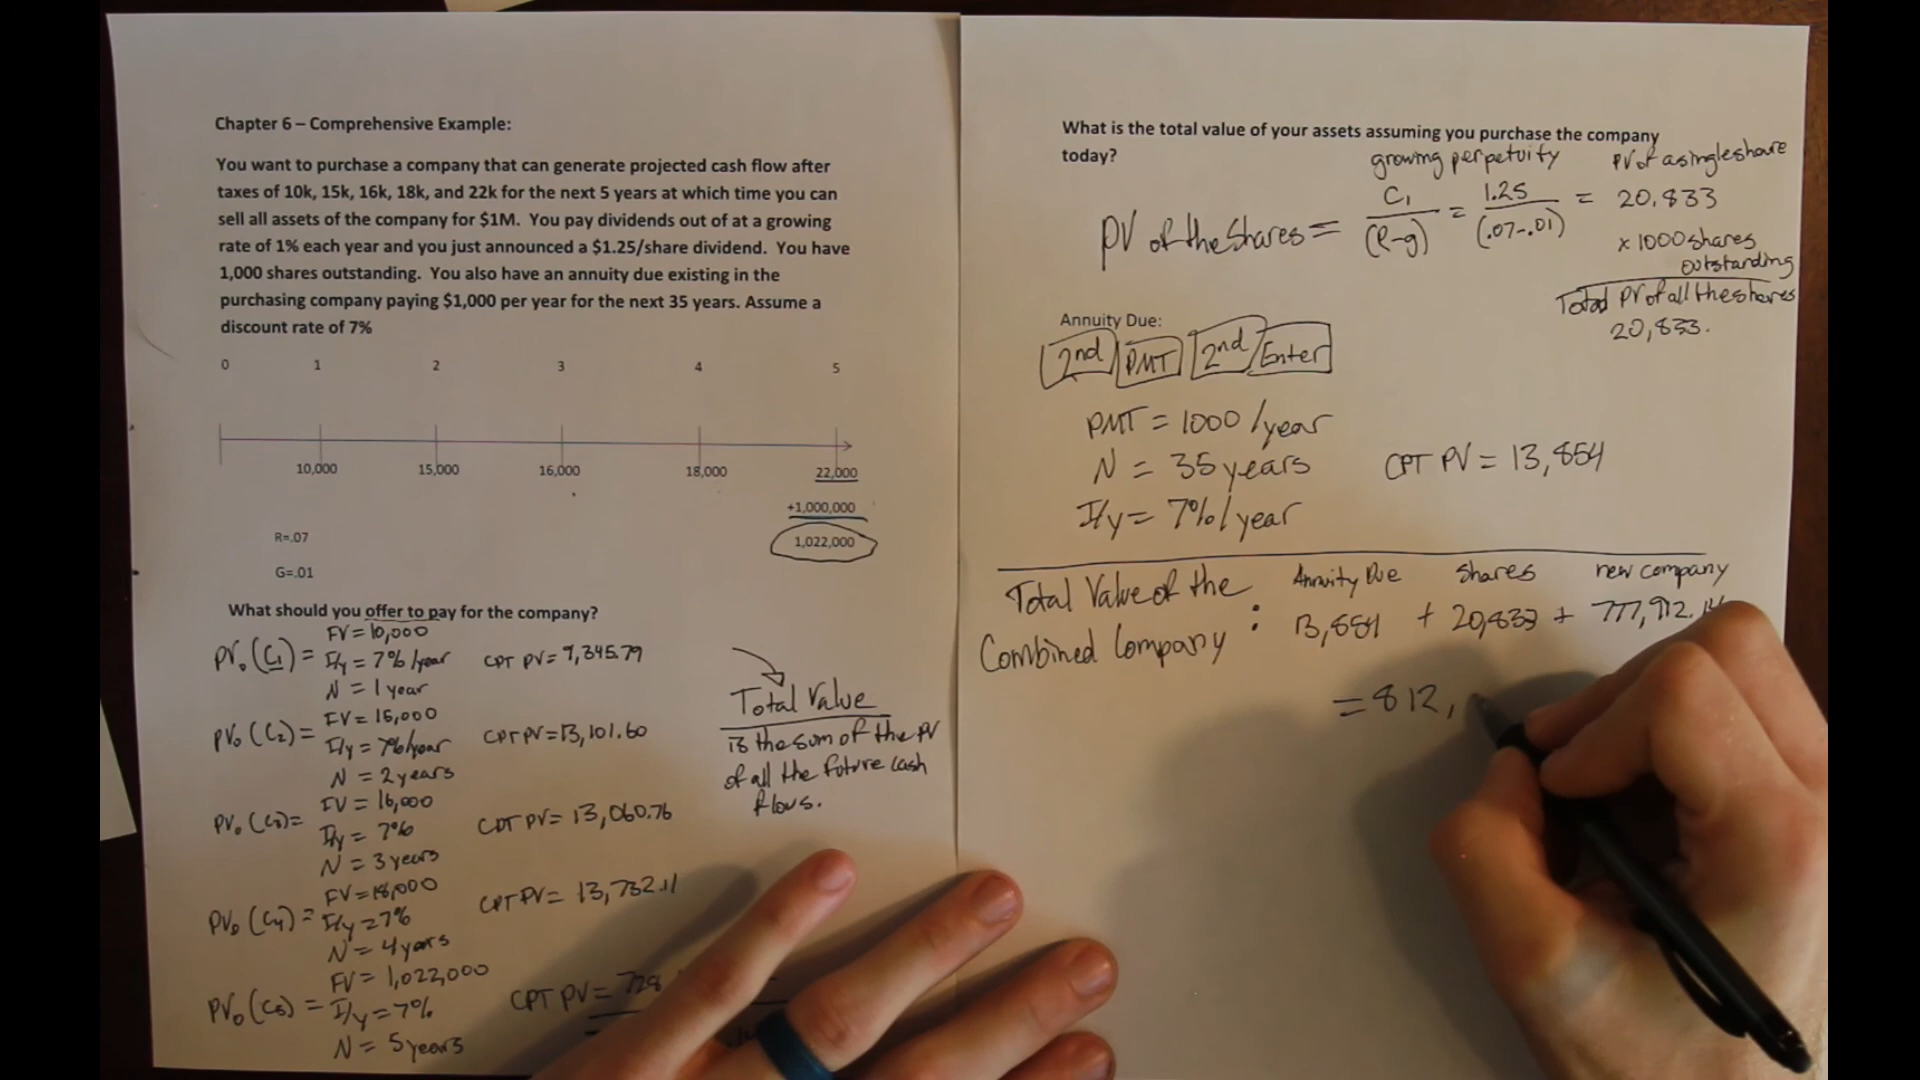 Chapter 6 – Comprehensive Example:
You want to purchase a company that can generate projected cash flow after
taxes of 10k, 15k, 16k, 18k, and 22k for the next 5 years at which time you can
sell all assets of the company for $1M. You pay dividends out of at a growing
rate of 1% each year and you just announced a $1.25/share dividend. You have
1,000 shares outstanding. You also have an annuity due existing in the
purchasing company paying $1,000 per year for the next 35 years. Assume a
discount rate of 7%
0 1 2 3 4 5
10,000 15,000 16,000 18,000 22,000
+1,000,000
R=.07 1,022,000
G=.01
What should you offer to pay for the company?
FV = 10,000
PV₀ (C₁) = I/y = 7% /year CPT PV = 9,345.79
N = 1 year
FV = 15,000
PV₀ (C₂) = I/y = 7%/year CPT PV = 13,101.60
N = 2 years
FV = 16,000
PV₀ (C₃) = I/y = 7% CPT PV = 13,060.76
N = 3 years
FV = 18,000
PV₀ (C₄) = I/y = 7% CPT PV = 13,732.11
N = 4 years
FV = 1,022,000
PV₀ (C₅) = I/y = 7% CPT PV = 728
N = 5 years
Total Value
is the sum of the PV
of all the future cash
flows.
What is the total value of your assets assuming you purchase the company
today?
growing perpetuity PV of a single share
PV of the Shares = C₁ / (R-g) = 1.25 / (.07-.01) = 20.833
x 1000 shares
outstanding
Total PV of all the shares
20,833.
Annuity Due:
2nd PMT 2nd Enter
PMT = 1000 /year
N = 35 years CPT PV = 13,854
I/y = 7% / year
Annuity Due Shares new company
Total Value of the
Combined Company : 13,854 + 20,833 + 777,912.
= 812,